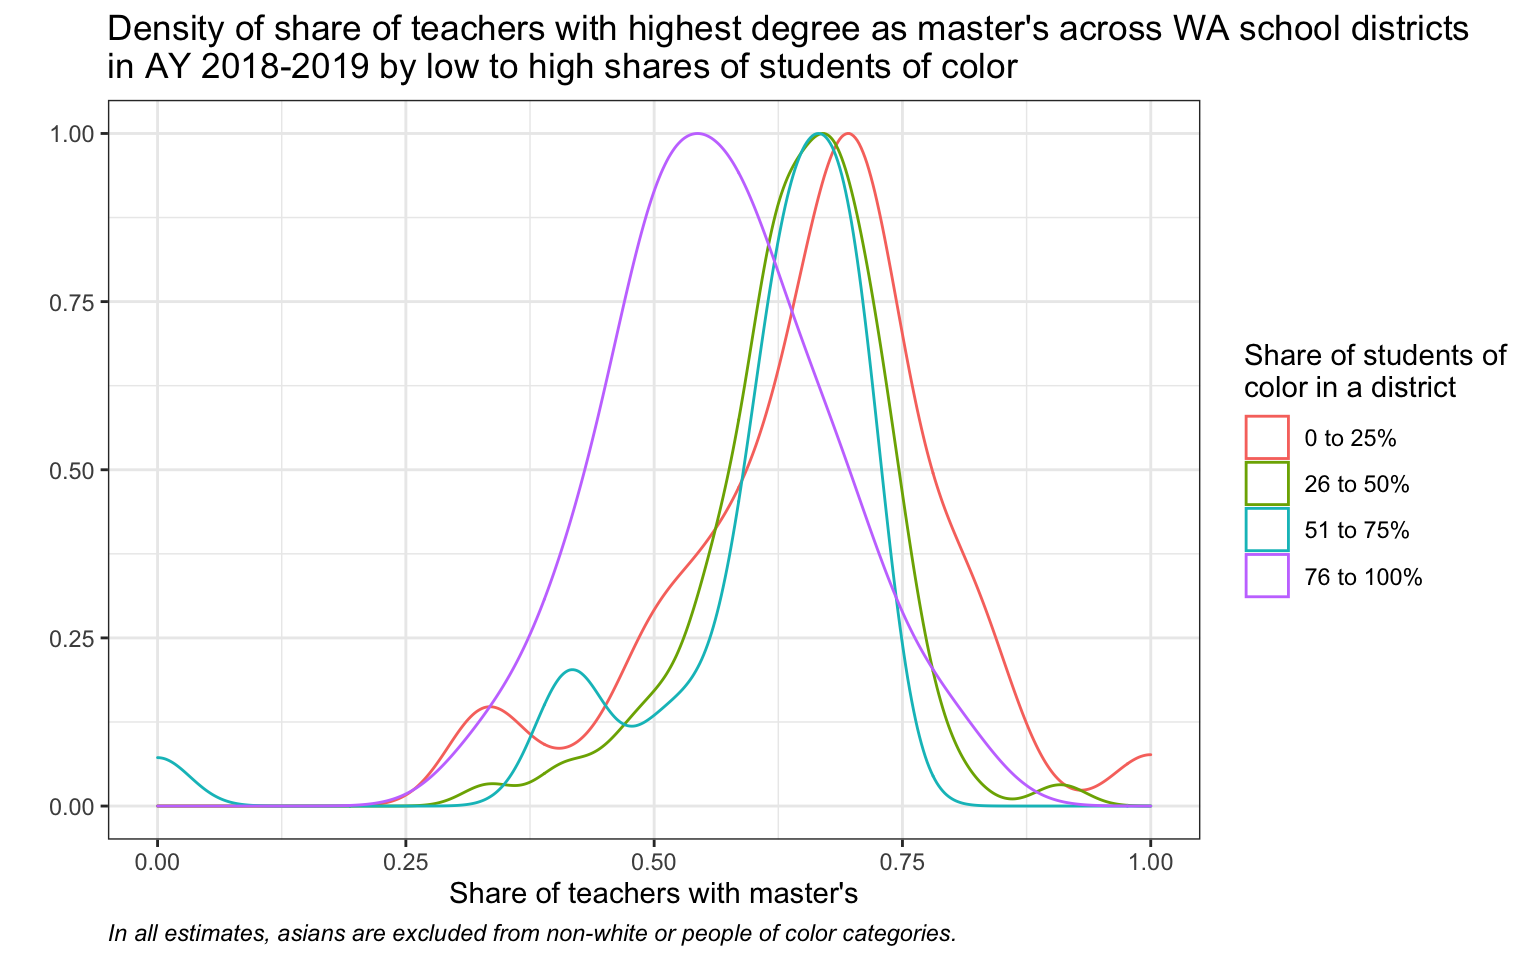 Density of share of teachers with highest degree as master's across WA school districts
in AY 2018-2019 by low to high shares of students of color
1.00
0.75
0.50
0.25
0.00
0.00 0.25 0.50 0.75 1.00
Share of teachers with master's
In all estimates, asians are excluded from non-white or people of color categories.
Share of students of
color in a district
0 to 25%
26 to 50%
51 to 75%
76 to 100%